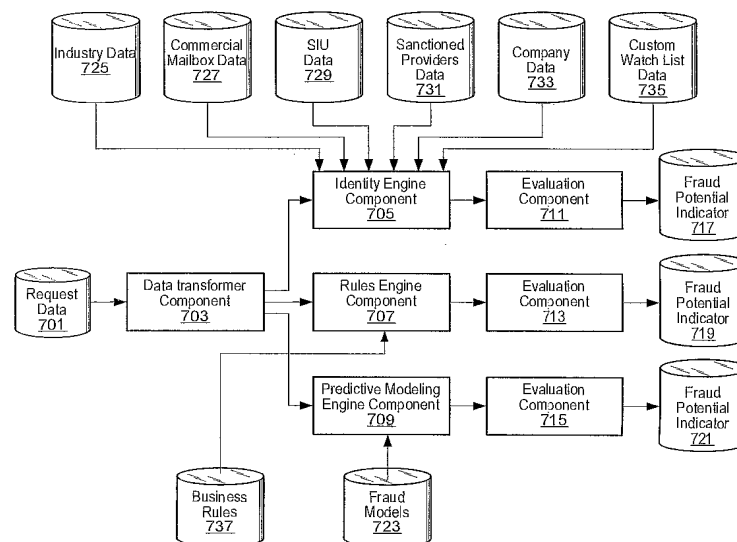 Industry Data
725
Commercial
Mailbox Data
727
SIU
Data
729
Sanctioned
Providers
Data
731
Company
Data
733
Custom
Watch List
Data
735
Identity Engine
Component
705
Evaluation
Component
711
Fraud
Potential
Indicator
717
Request
Data
701
Data transformer
Component
703
Rules Engine
Component
707
Evaluation
Component
713
Fraud
Potential
Indicator
719
Predictive Modeling
Engine Component
709
Evaluation
Component
715
Fraud
Potential
Indicator
721
Business
Rules
737
Fraud
Models
723